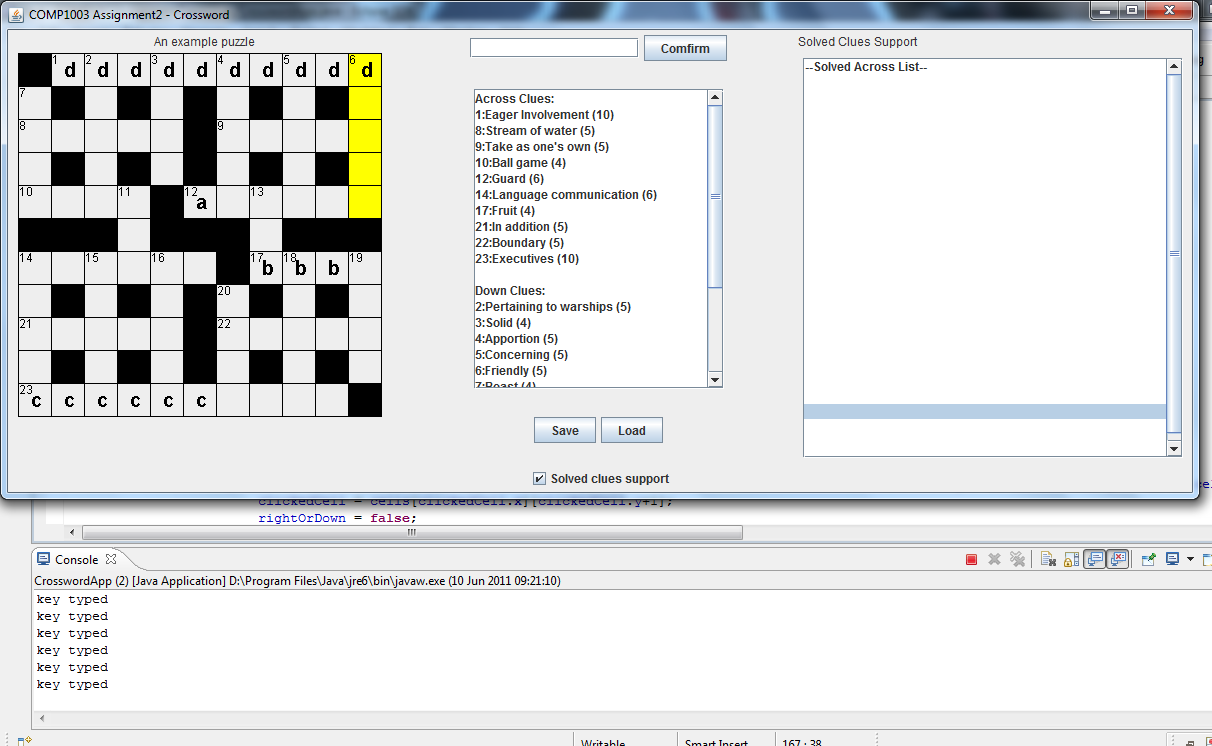 COMP1003 Assignment2 - Crossword
An example puzzle
Comfirm
Solved Clues Support
1 d 2 d d 3 d d 4 d d 5 d d 6 d
7
8 9
10 11 12 a 13
14 15 16 17 b 18 b b 19
20
21 22
23 c c c c c c
Across Clues:
1:Eager Involvement (10)
8:Stream of water (5)
9:Take as one's own (5)
10:Ball game (4)
12:Guard (6)
14:Language communication (6)
17:Fruit (4)
21:In addition (5)
22:Boundary (5)
23:Executives (10)
Down Clues:
2:Pertaining to warships (5)
3:Solid (4)
4:Apportion (5)
5:Concerning (5)
6:Friendly (5)
7:Roast (4)
--Solved Across List--
Save Load
Solved clues support
clickedCell = cells[clickedCell.x][clickedCell.y+1];
rightOrDown = false;
Console
CrosswordApp (2) [Java Application] D:\Program Files\Java\jre6\bin\javaw.exe (10 Jun 2011 09:21:10)
key typed
key typed
key typed
key typed
key typed
key typed
Writable Smart Insert 167 : 38